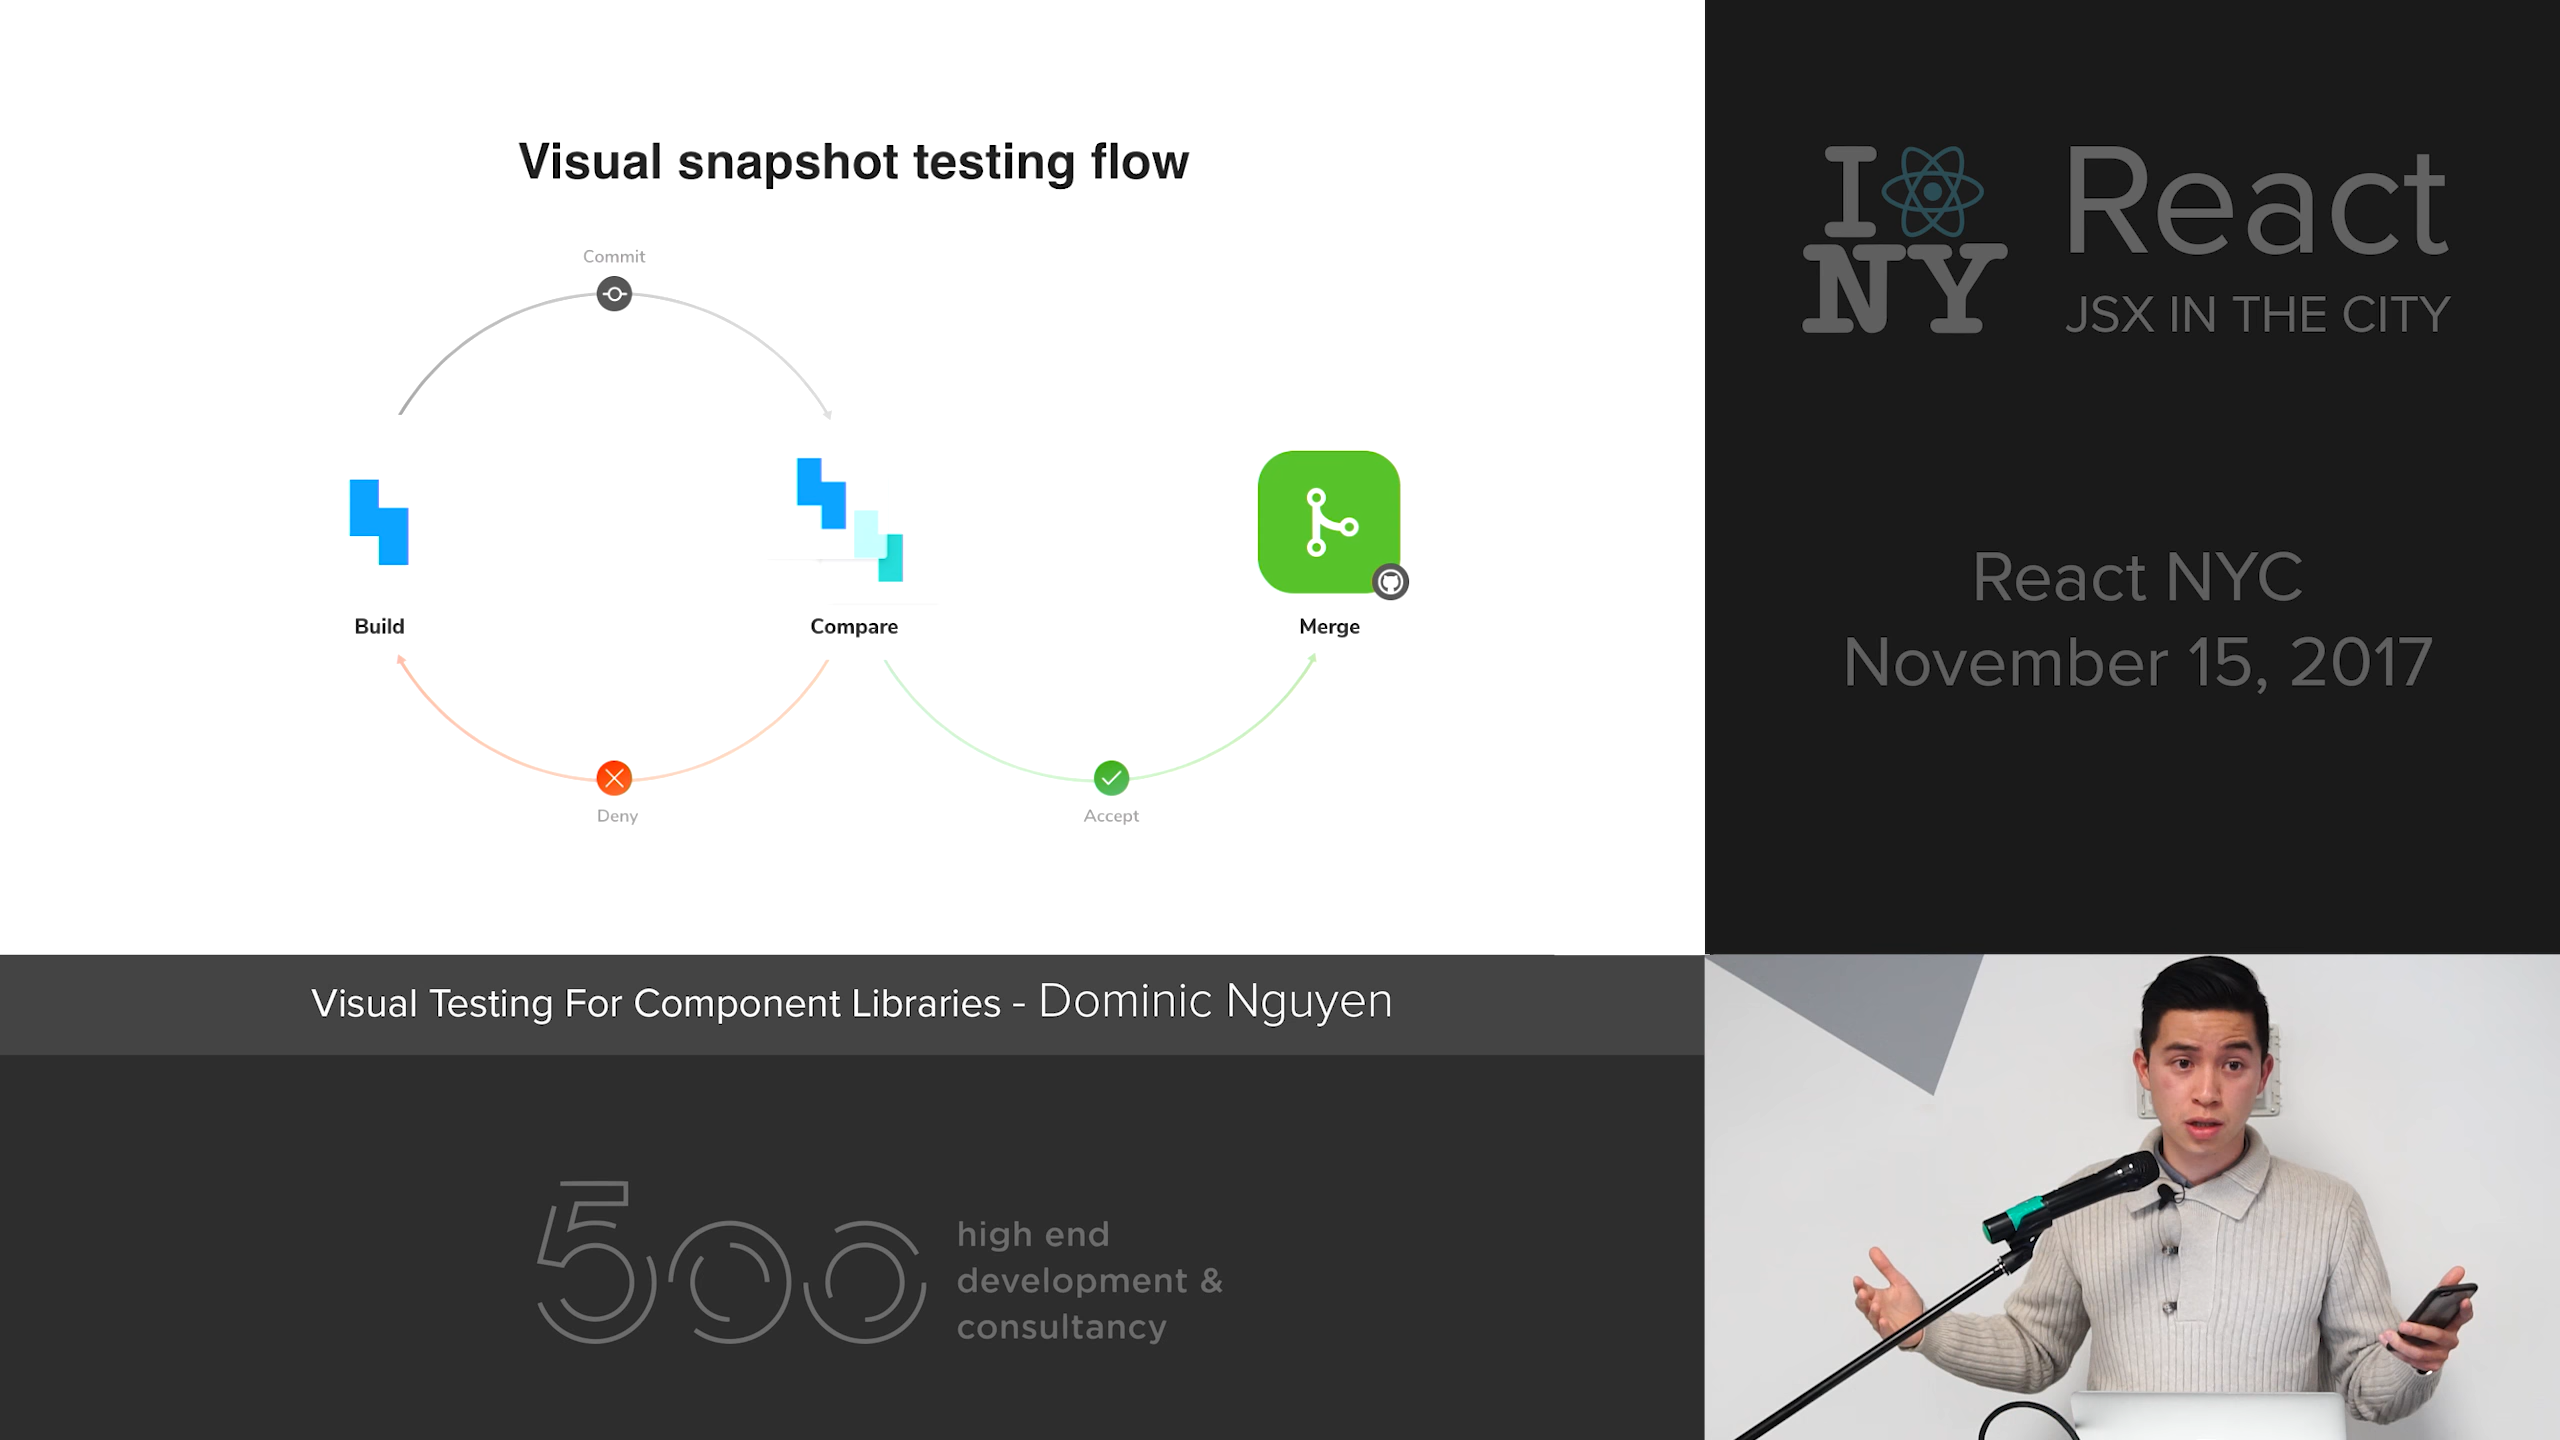 Visual snapshot testing flow
Commit
Build
Compare
Merge
Deny
Accept
I NY
React
JSX IN THE CITY
React NYC
November 15, 2017
Visual Testing For Component Libraries - Dominic Nguyen
500
high end
development &
consultancy